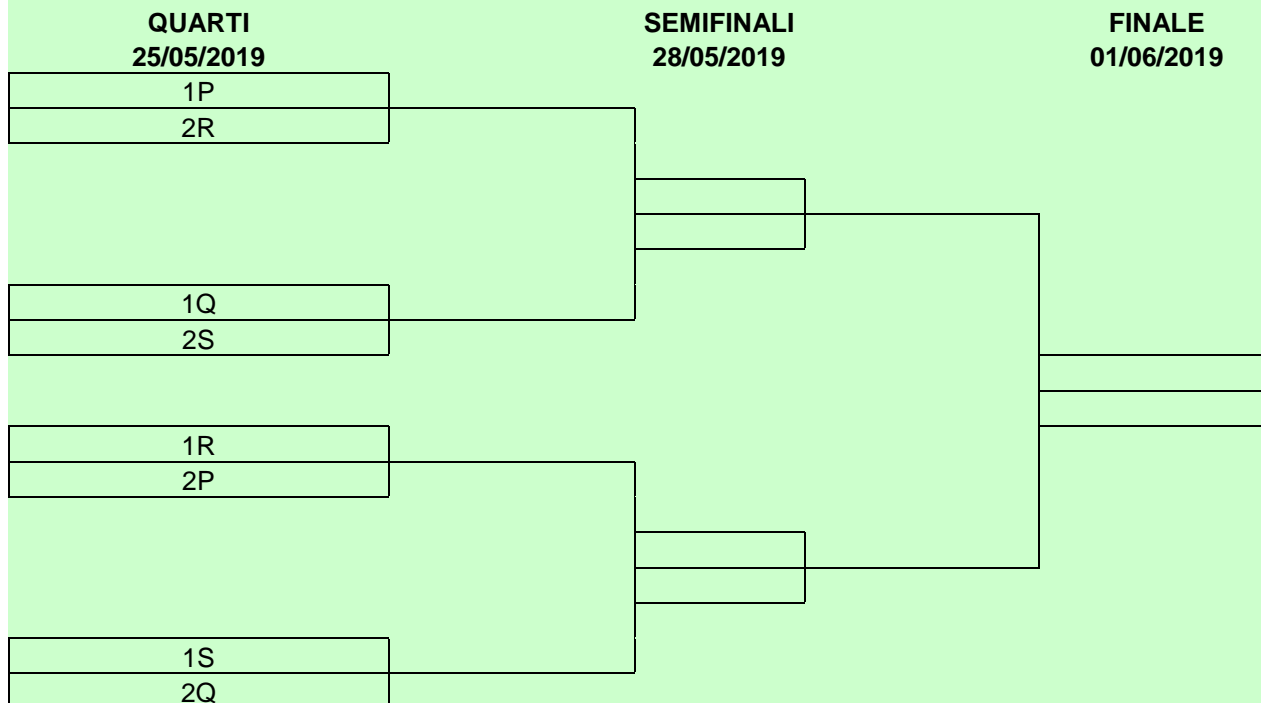 QUARTI SEMIFINALI FINALE
25/05/2019 28/05/2019 01/06/2019
1P
2R
1Q
2S
1R
2P
1S
2Q